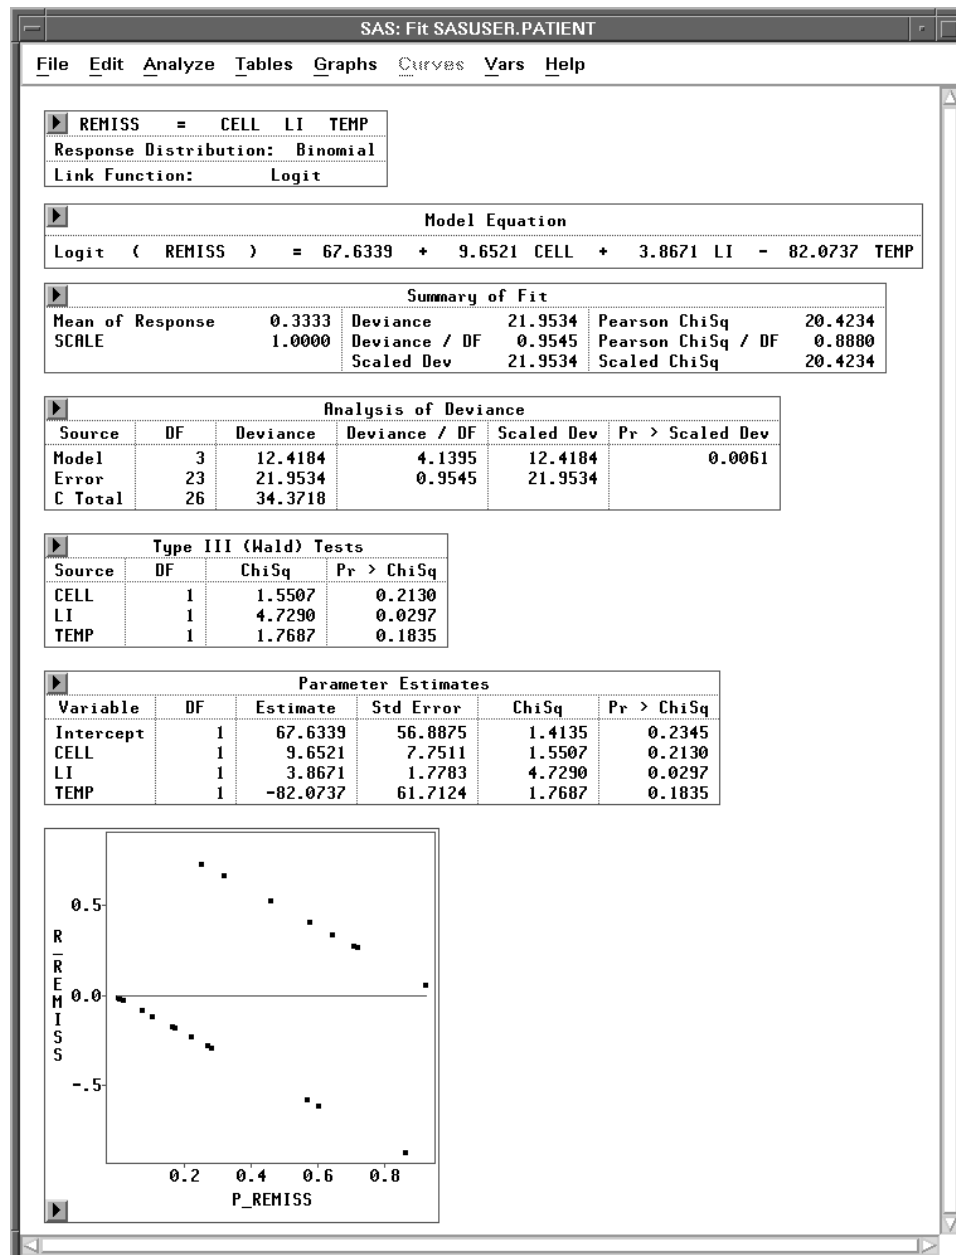 SAS: Fit SASUSER.PATIENT
File Edit Analyze Tables Graphs Curves Vars Help
REMISS = CELL LI TEMP
Response Distribution: Binomial
Link Function: Logit
Model Equation
Logit ( REMISS ) = 67.6339 + 9.6521 CELL + 3.8671 LI - 82.0737 TEMP
Summary of Fit
Mean of Response 0.3333 Deviance 21.9534 Pearson ChiSq 20.4234
SCALE 1.0000 Deviance / DF 0.9545 Pearson ChiSq / DF 0.8880
Scaled Dev 21.9534 Scaled ChiSq 20.4234
Analysis of Deviance
Source DF Deviance Deviance / DF Scaled Dev Pr > Scaled Dev
Model 3 12.4184 4.1395 12.4184 0.0061
Error 23 21.9534 0.9545 21.9534
C Total 26 34.3718
Type III (Wald) Tests
Source DF ChiSq Pr > ChiSq
CELL 1 1.5507 0.2130
LI 1 4.7290 0.0297
TEMP 1 1.7687 0.1835
Parameter Estimates
Variable DF Estimate Std Error ChiSq Pr > ChiSq
Intercept 1 67.6339 56.8875 1.4135 0.2345
CELL 1 9.6521 7.7511 1.5507 0.2130
LI 1 3.8671 1.7783 4.7290 0.0297
TEMP 1 -82.0737 61.7124 1.7687 0.1835
R_REMISS
0.5
0.0
-.5
0.2 0.4 0.6 0.8
P_REMISS